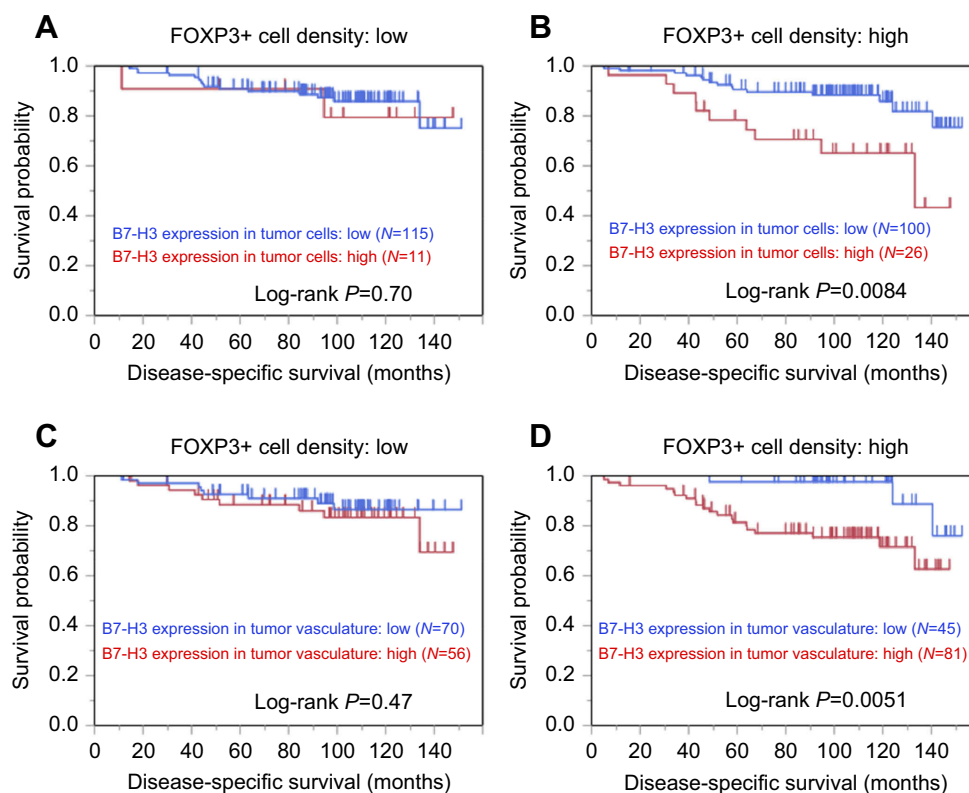 A
FOXP3+ cell density: low
1.0
0.8
0.6
0.4
0.2
0.0
Survival probability
B7-H3 expression in tumor cells: low (N=115)
B7-H3 expression in tumor cells: high (N=11)
Log-rank P=0.70
0 20 40 60 80 100 120 140
Disease-specific survival (months)
B
FOXP3+ cell density: high
1.0
0.8
0.6
0.4
0.2
0.0
Survival probability
B7-H3 expression in tumor cells: low (N=100)
B7-H3 expression in tumor cells: high (N=26)
Log-rank P=0.0084
0 20 40 60 80 100 120 140
Disease-specific survival (months)
C
FOXP3+ cell density: low
1.0
0.8
0.6
0.4
0.2
0.0
Survival probability
B7-H3 expression in tumor vasculature: low (N=70)
B7-H3 expression in tumor vasculature: high (N=56)
Log-rank P=0.47
0 20 40 60 80 100 120 140
Disease-specific survival (months)
D
FOXP3+ cell density: high
1.0
0.8
0.6
0.4
0.2
0.0
Survival probability
B7-H3 expression in tumor vasculature: low (N=45)
B7-H3 expression in tumor vasculature: high (N=81)
Log-rank P=0.0051
0 20 40 60 80 100 120 140
Disease-specific survival (months)